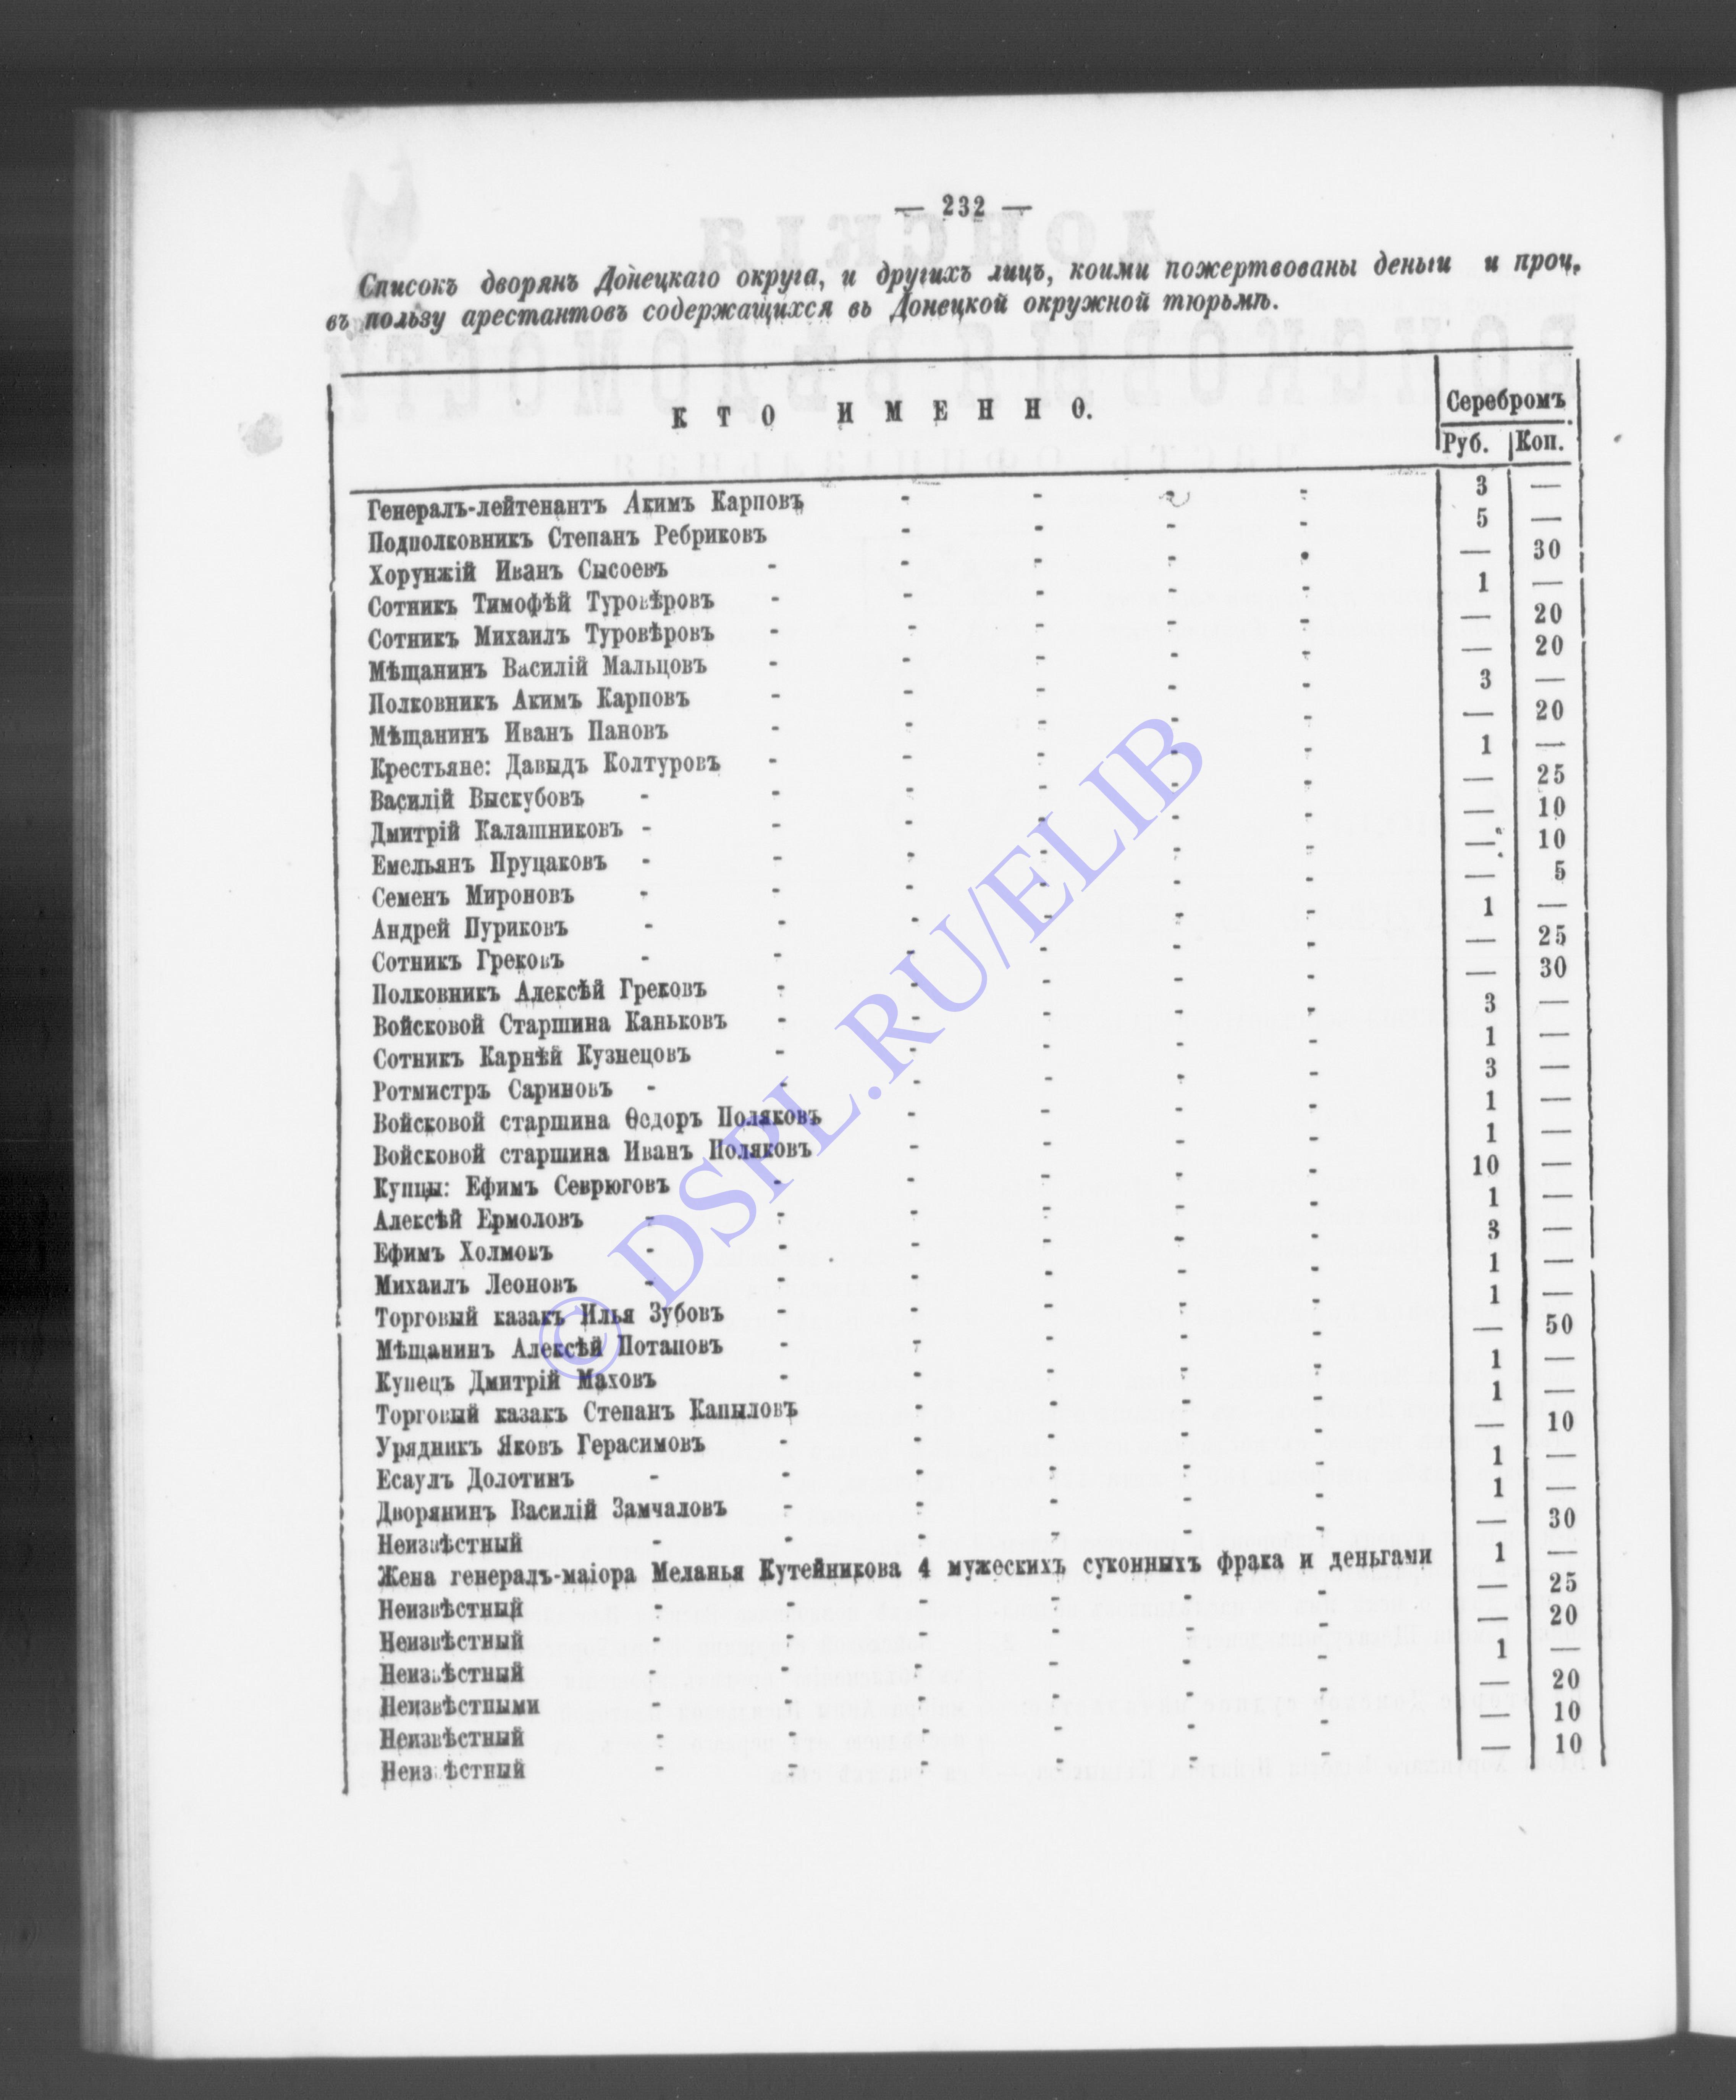 — 232 —
Списокъ дворянъ Донецкаго округа, и другихъ лицъ, коими пожертвованы деньги и проч.
въ пользу арестантовъ содержащихся въ Донецкой окружной тюрьмѣ.
КТО ИМЕННО. Серебромъ
Руб. Коп.
Генералъ-лейтенантъ Акимъ Карповъ - - - - 3 —
Подполковникъ Степанъ Ребриковъ - - - - 5 —
Хорунжій Иванъ Сысоевъ - - - - - — 30
Сотникъ Тимофѣй Туровѣровъ - - - - - 1 —
Сотникъ Михаилъ Туровѣровъ - - - - - — 20
Мѣщанинъ Василій Мальцовъ - - - - - — 20
Полковникъ Акимъ Карповъ - - - - - 3 —
Мѣщанинъ Иванъ Пановъ - - - - - — 20
Крестьяне: Давыдъ Колтуровъ - - - - - 1 —
Василій Выскубовъ - - - - - - — 25
Дмитрій Калашниковъ - - - - - - — 10
Емельянъ Пруцаковъ - - - - - - — 10
Семенъ Мироновъ - - - - - - — 5
Андрей Пуриковъ - - - - - - 1 —
Сотникъ Грековъ - - - - - - — 25
Полковникъ Алексѣй Грековъ - - - - - — 30
Войсковой Старшина Каньковъ - - - - - 3 —
Сотникъ Карнѣй Кузнецовъ - - - - - 1 —
Ротмистръ Сариновъ - - - - - - 3 —
Войсковой старшина Ѳедоръ Поляковъ - - - - 1 —
Войсковой старшина Иванъ Поляковъ - - - - 1 —
Купцы: Ефимъ Севрюговъ - - - - - 10 —
Алексѣй Ермоловъ - - - - - - 1 —
Ефимъ Холмовъ - - - - - - 3 —
Михаилъ Леоновъ - - - - - - 1 —
Торговый казакъ Илья Зубовъ - - - - - 1 —
Мѣщанинъ Алексѣй Потаповъ - - - - - — 50
Купецъ Дмитрій Маховъ - - - - - 1 —
Торговый казакъ Степанъ Капыловъ - - - - 1 —
Урядникъ Яковъ Герасимовъ - - - - - — 10
Есаулъ Долотинъ - - - - - - 1 —
Дворянинъ Василій Замчаловъ - - - - - 1 —
Неизвѣстный - - - - - - — 30
Жена генералъ-маіора Меланья Кутейникова 4 мужескихъ суконныхъ фрака и деньгами 1 —
Неизвѣстный - - - - - - — 25
Неизвѣстный - - - - - - — 20
Неизвѣстный - - - - - - 1 —
Неизвѣстными - - - - - - — 20
Неизвѣстный - - - - - - — 10
Неизвѣстный - - - - - - — 10
© DSPL.RU/ELIB